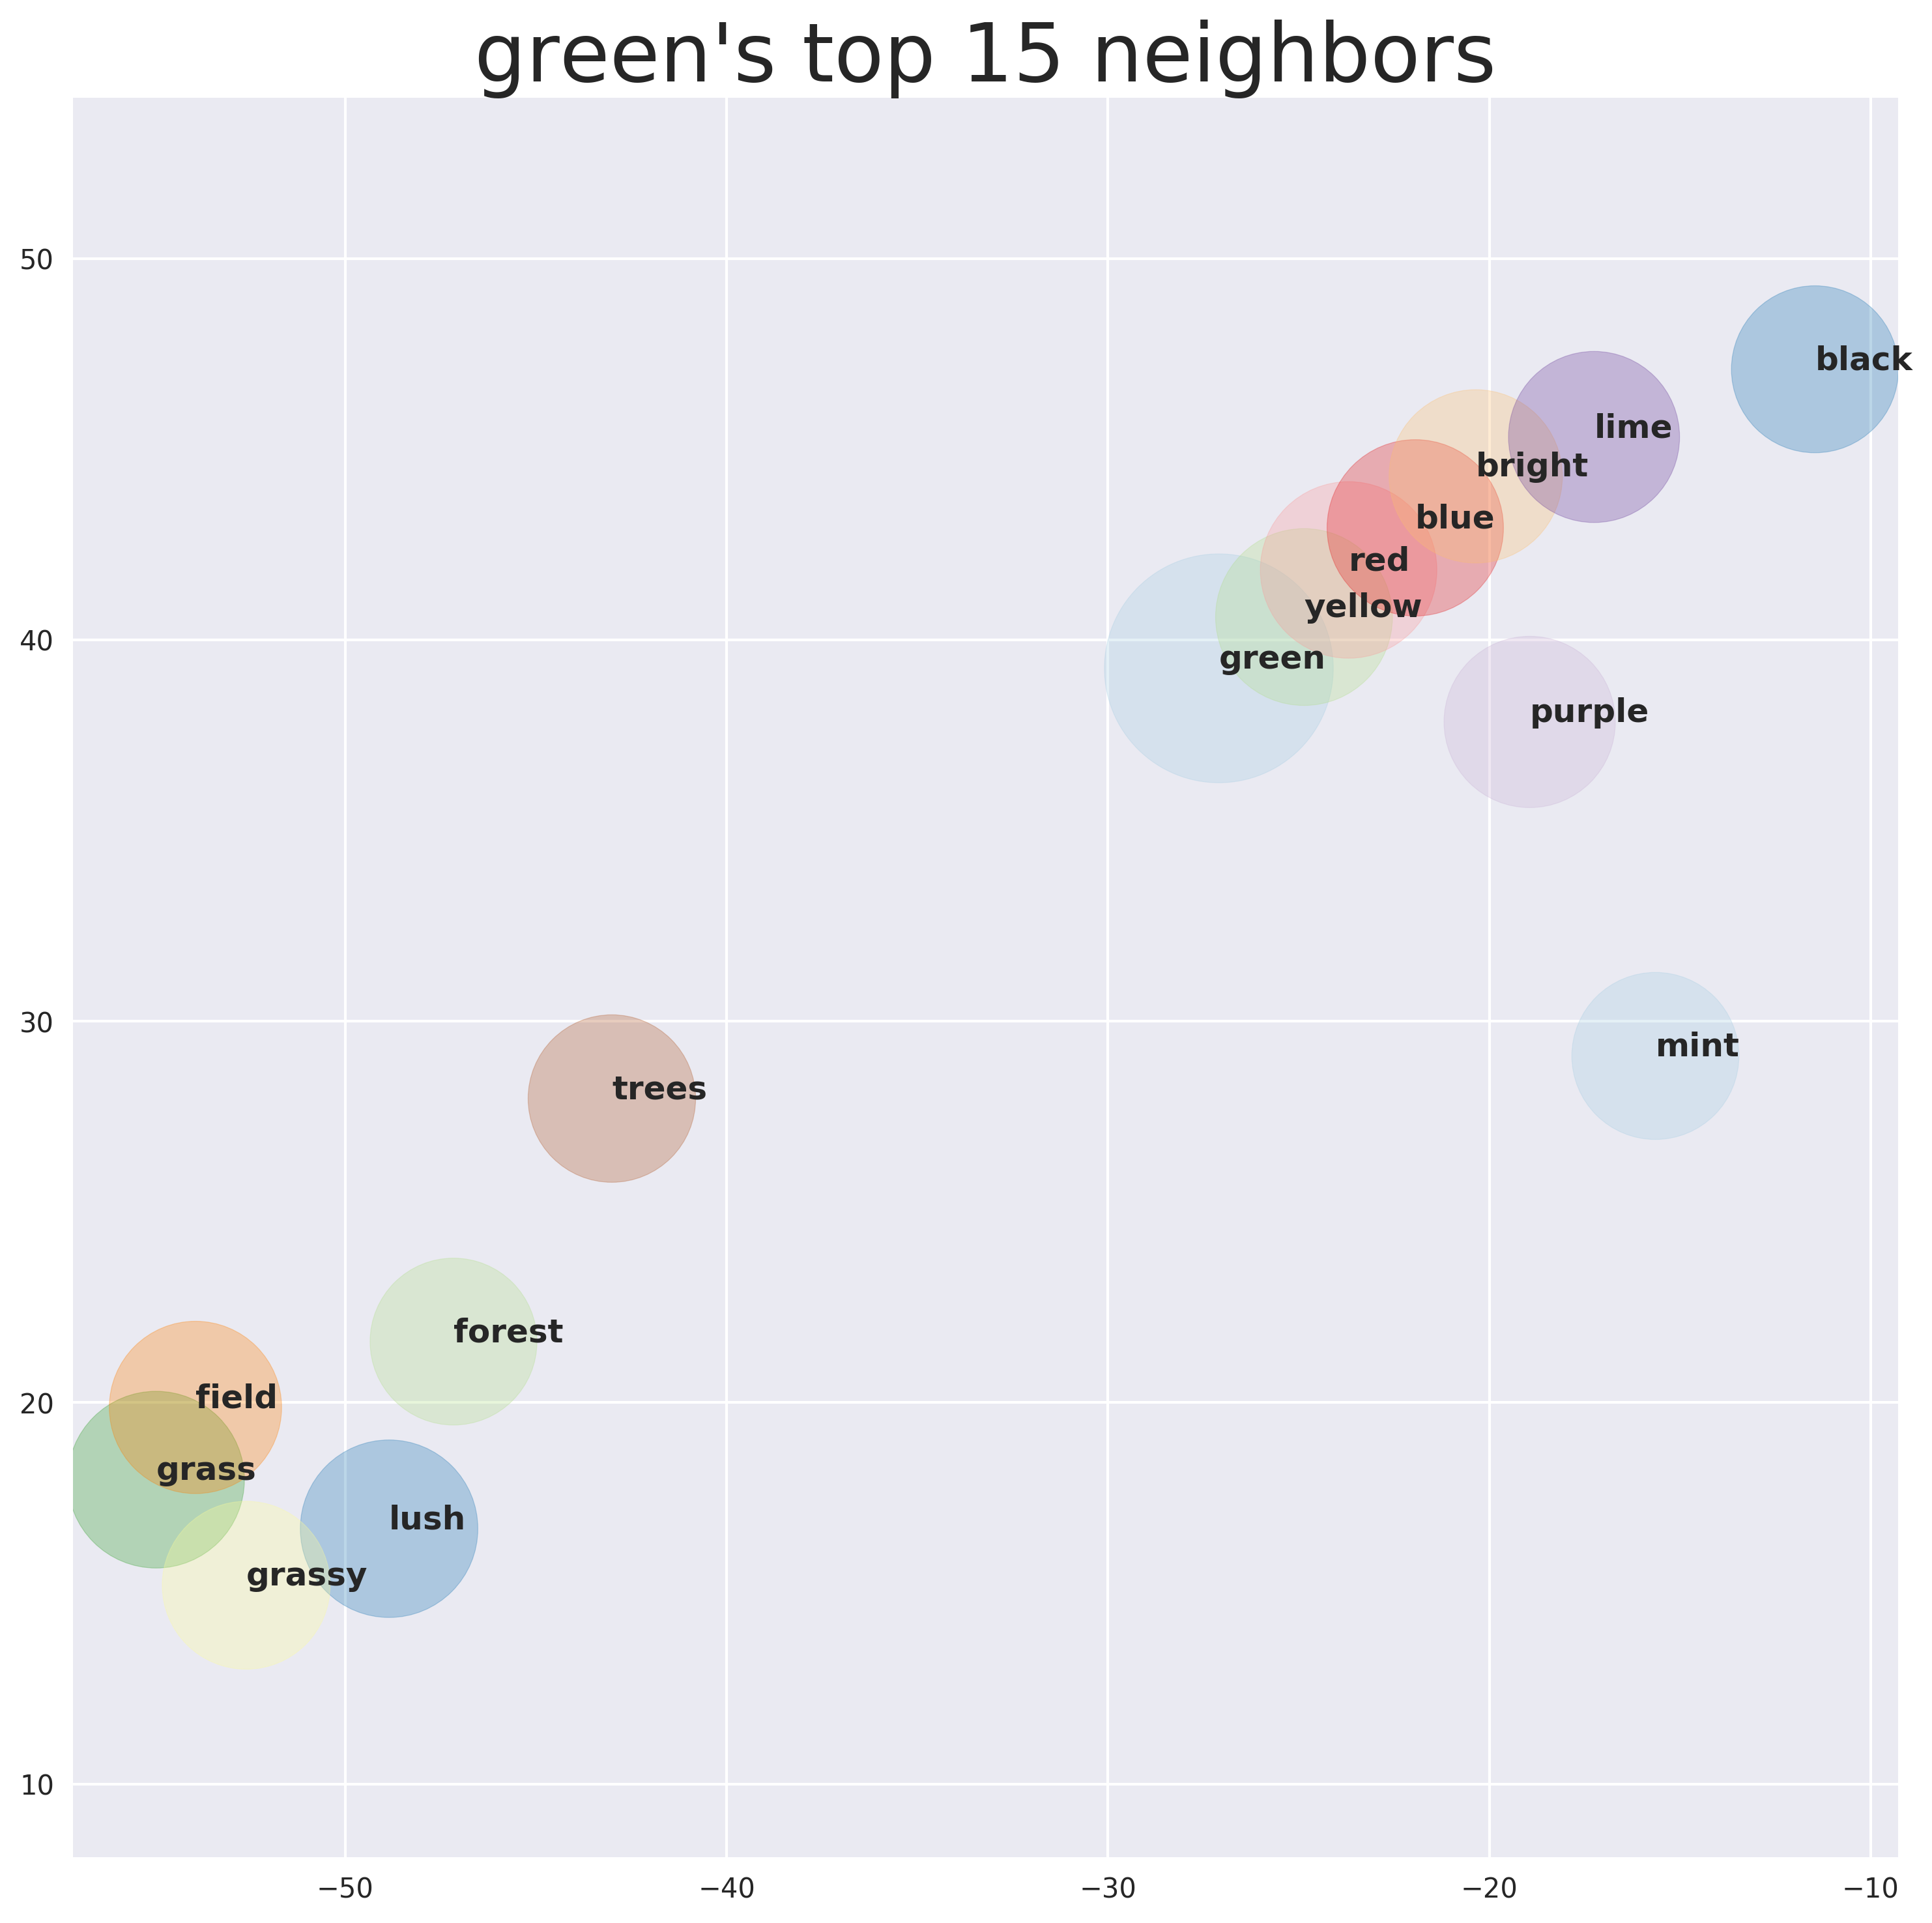 green's top 15 neighbors
50
black
lime
bright
blue
red
yellow
40
green
purple
30
mint
trees
forest
field
20
grass
lush
grassy
10
−50
−40
−30
−20
−10